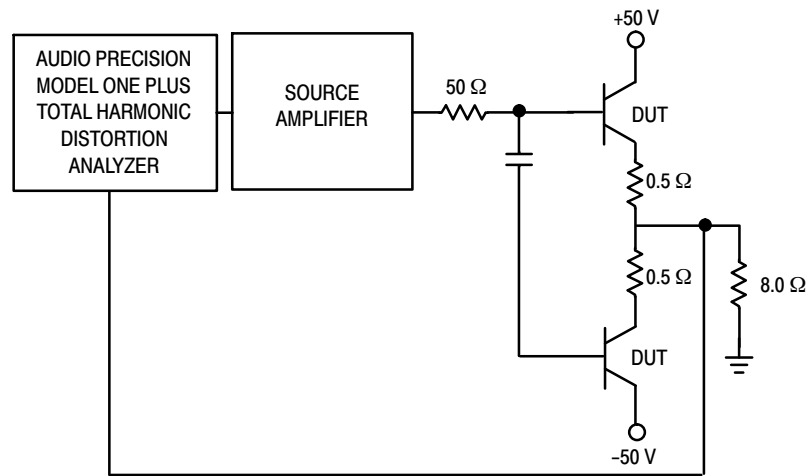 +50 V
AUDIO PRECISION
MODEL ONE PLUS
TOTAL HARMONIC
DISTORTION
ANALYZER
SOURCE
AMPLIFIER
50 Ω
DUT
0.5 Ω
0.5 Ω
8.0 Ω
DUT
–50 V